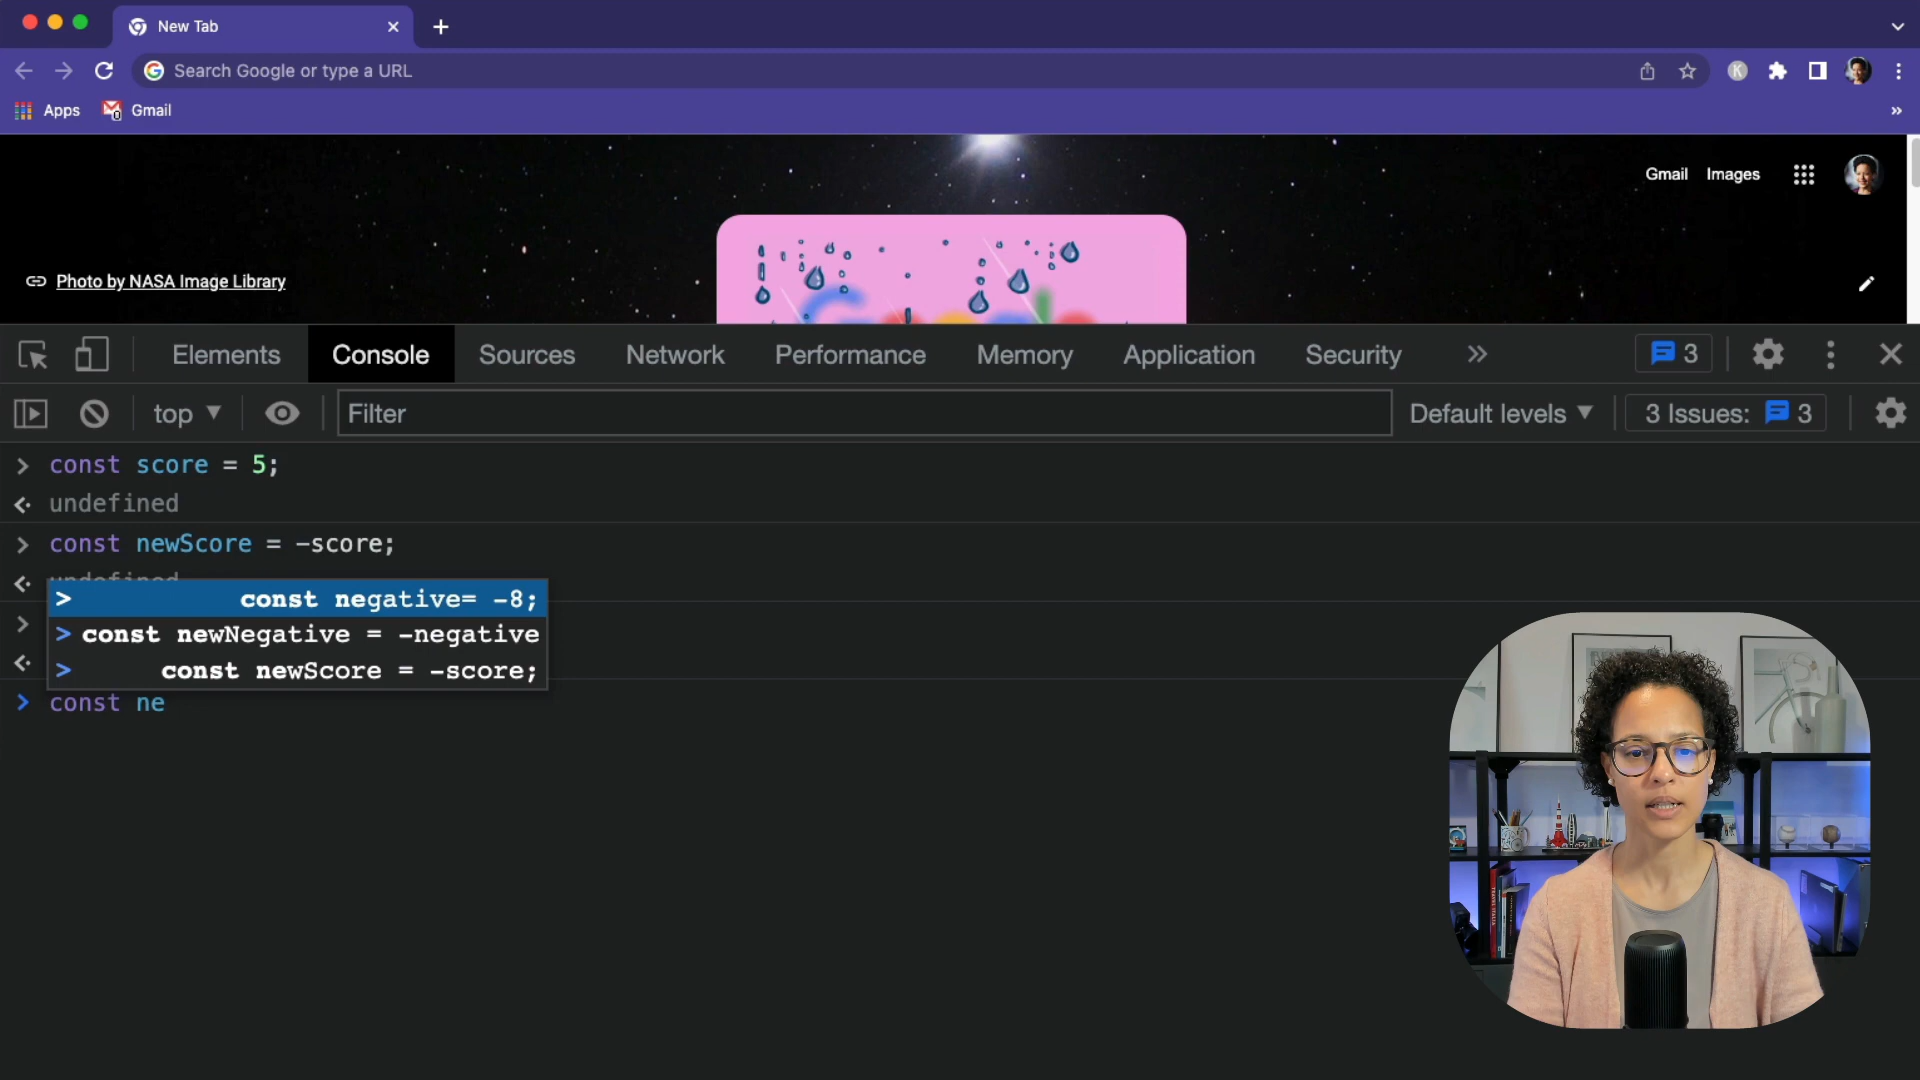 New Tab
Search Google or type a URL
K
Apps
Gmail
Gmail Images
Photo by NASA Image Library
Elements Console Sources Network Performance Memory Application Security » 3
top Filter Default levels 3 Issues: 3
> const score = 5;
undefined
> const newScore = -score;
undefined
> const negative= -8;
> const newNegative = -negative
> const newScore = -score;
> const ne